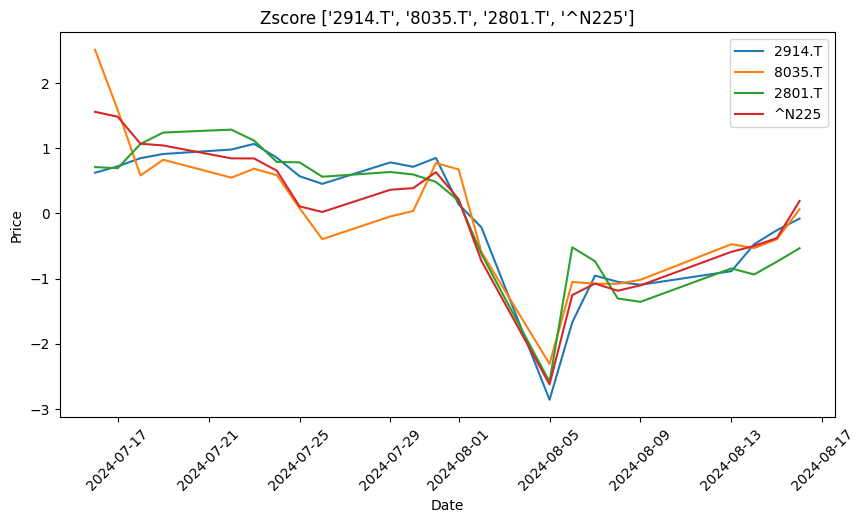 Zscore ['2914.T', '8035.T', '2801.T', '^N225']
2914.T
8035.T
2801.T
^N225
Price
2
1
0
−1
−2
−3
2024-07-17
2024-07-21
2024-07-25
2024-07-29
2024-08-01
2024-08-05
2024-08-09
2024-08-13
2024-08-17
Date